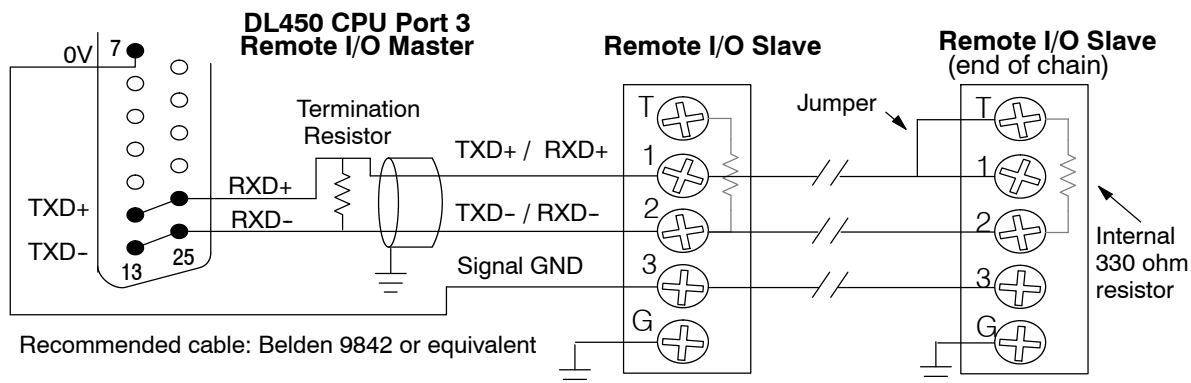 DL450 CPU Port 3
Remote I/O Master
Remote I/O Slave
Remote I/O Slave
(end of chain)
0V
7
Termination
Resistor
Jumper
T
T
TXD+ / RXD+
1
1
RXD+
TXD+
RXD-
TXD- / RXD-
2
2
TXD-
13
25
Signal GND
3
3
Internal
330 ohm
resistor
G
G
Recommended cable: Belden 9842 or equivalent